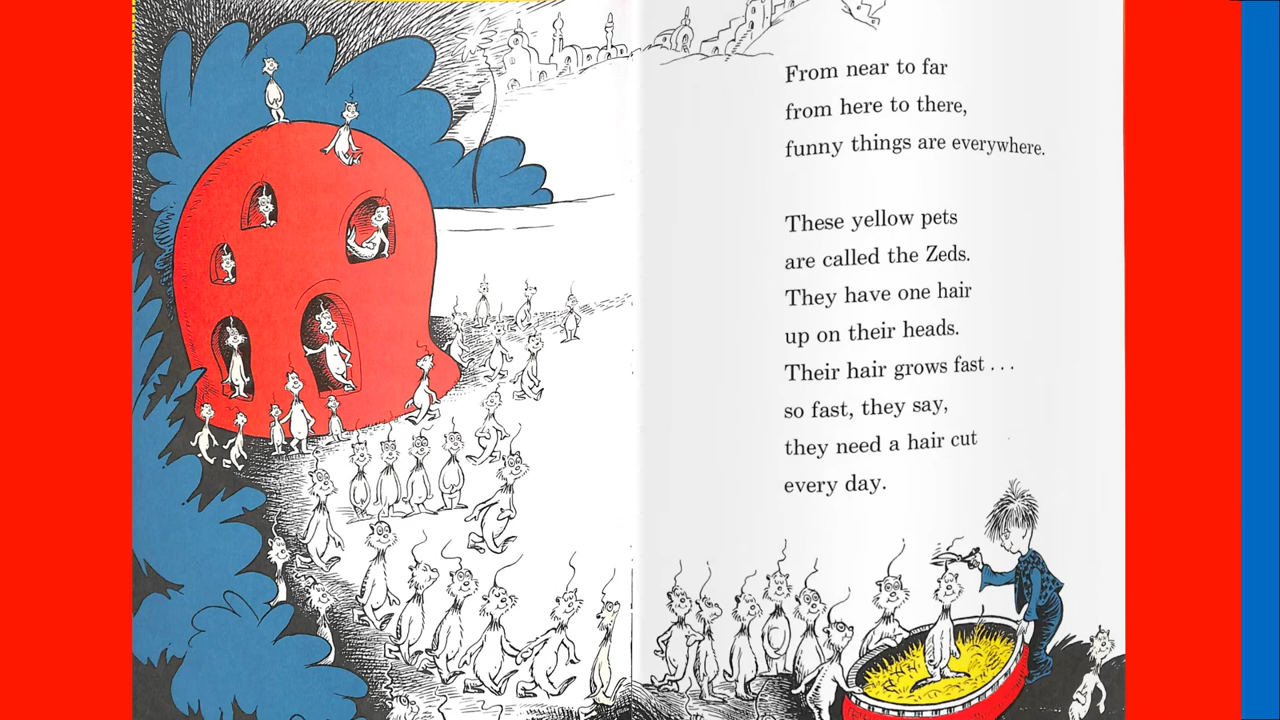 From near to far
from here to there,
funny things are everywhere.
These yellow pets
are called the Zeds.
They have one hair
up on their heads.
Their hair grows fast . . .
so fast, they say,
they need a hair cut
every day.